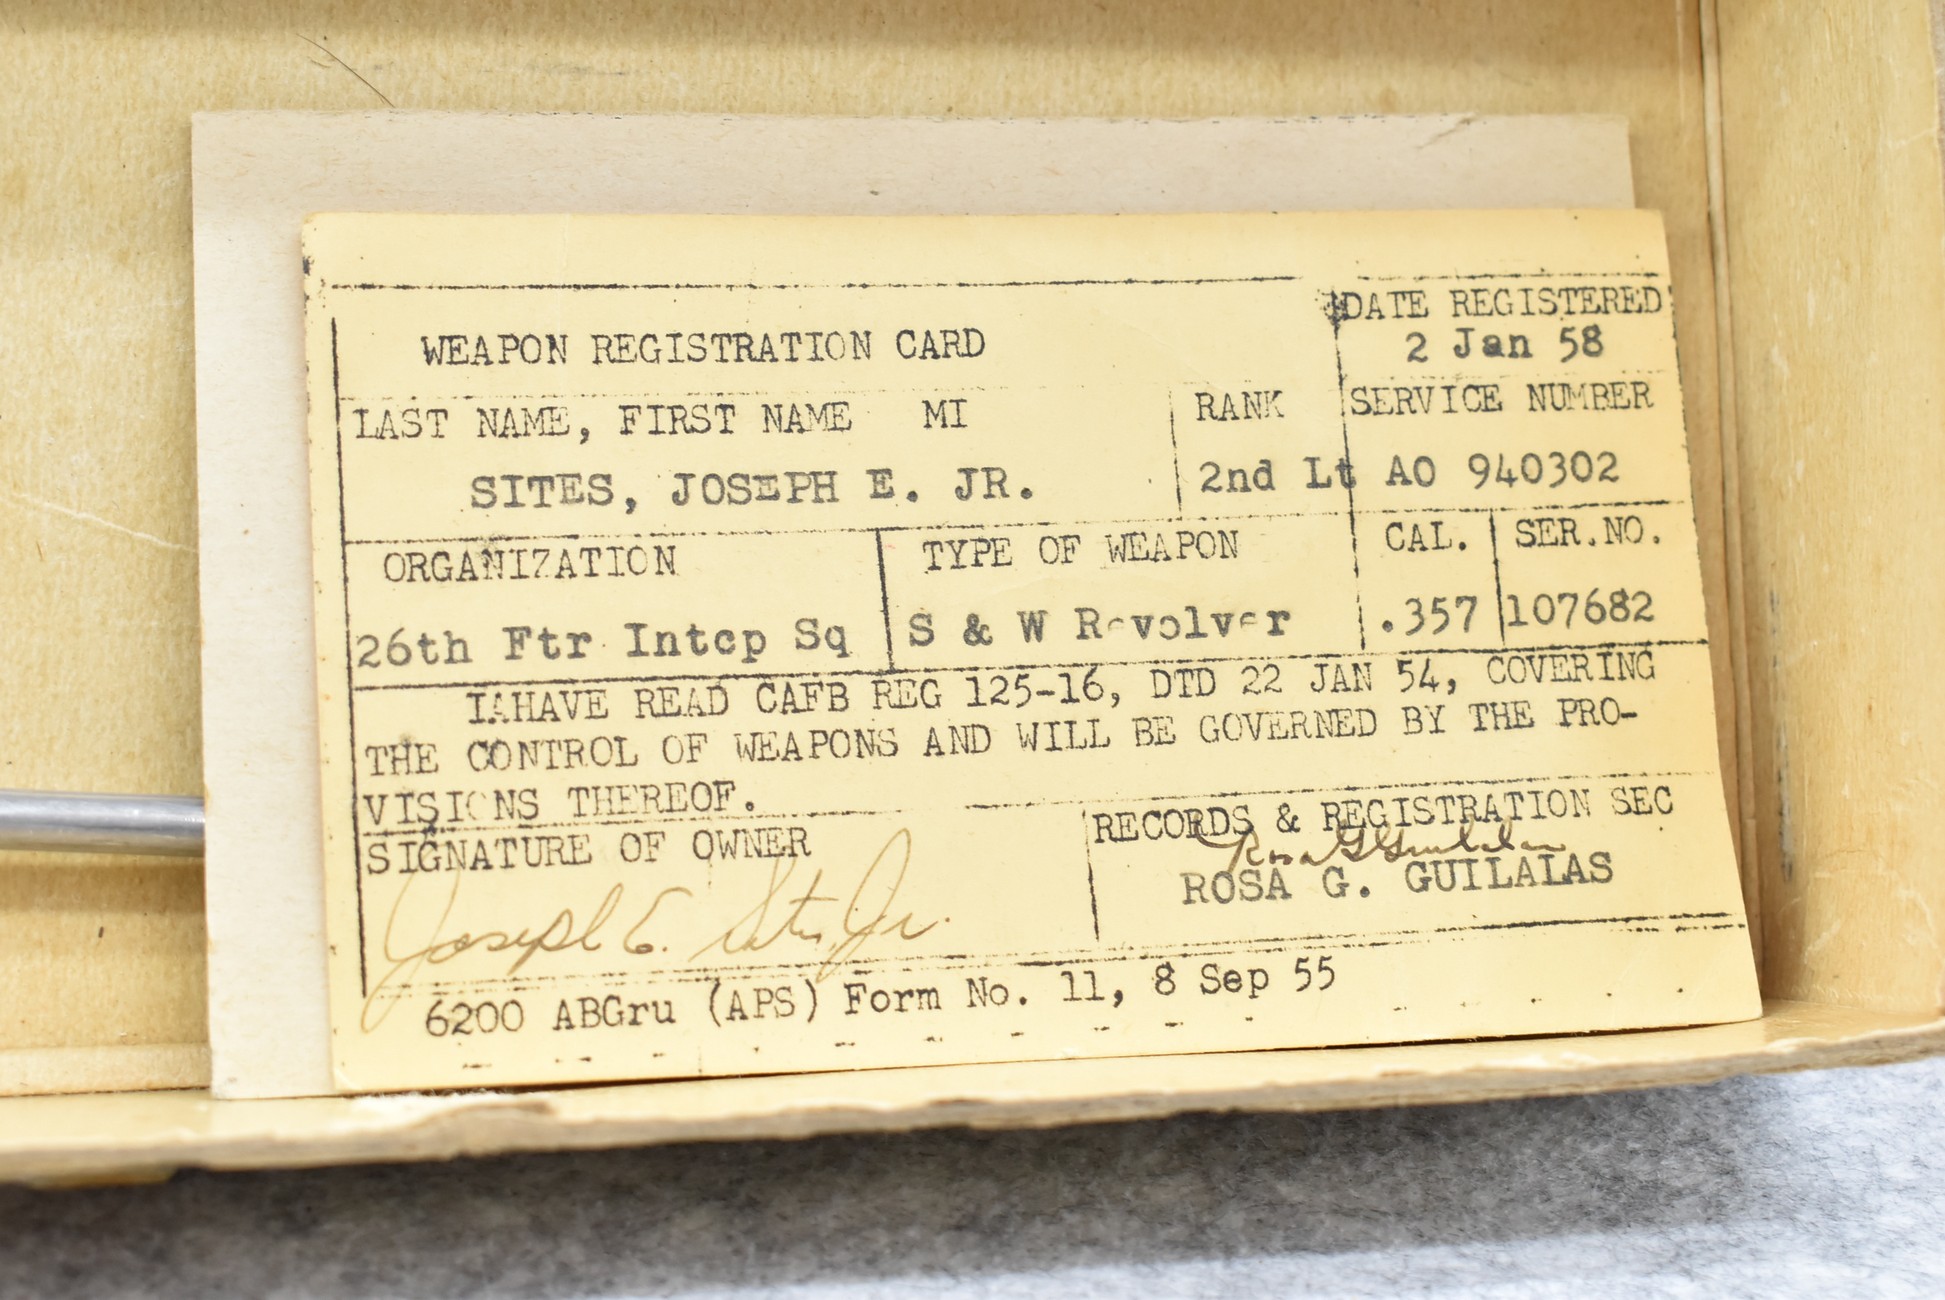 DATE REGISTERED
WEAPON REGISTRATION CARD
2 Jan 58
LAST NAME, FIRST NAME MI
RANK
SERVICE NUMBER
SITES, JOSEPH E. JR.
2nd Lt
AO 940302
ORGANIZATION
TYPE OF WEAPON
CAL.
SER.NO.
26th Ftr Intcp Sq
S & W Revolver
.357
107682
IAHAVE READ CAFB REG 125-16, DTD 22 JAN 54, COVERING
THE CONTROL OF WEAPONS AND WILL BE GOVERNED BY THE PRO-
VISIONS THEREOF.
SIGNATURE OF OWNER
RECORDS & REGISTRATION SEC
Rosa G Guilalas
ROSA G. GUILALAS
Joseph E. Sites, Jr.
6200 ABGru (APS) Form No. 11, 8 Sep 55